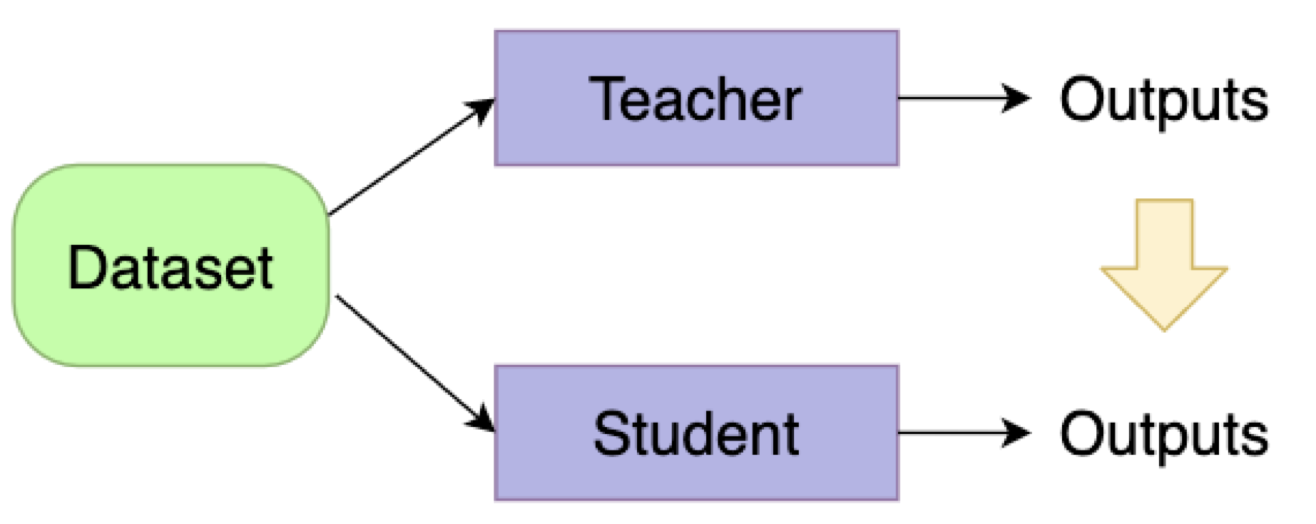 Teacher
Outputs
Dataset
Student
Outputs